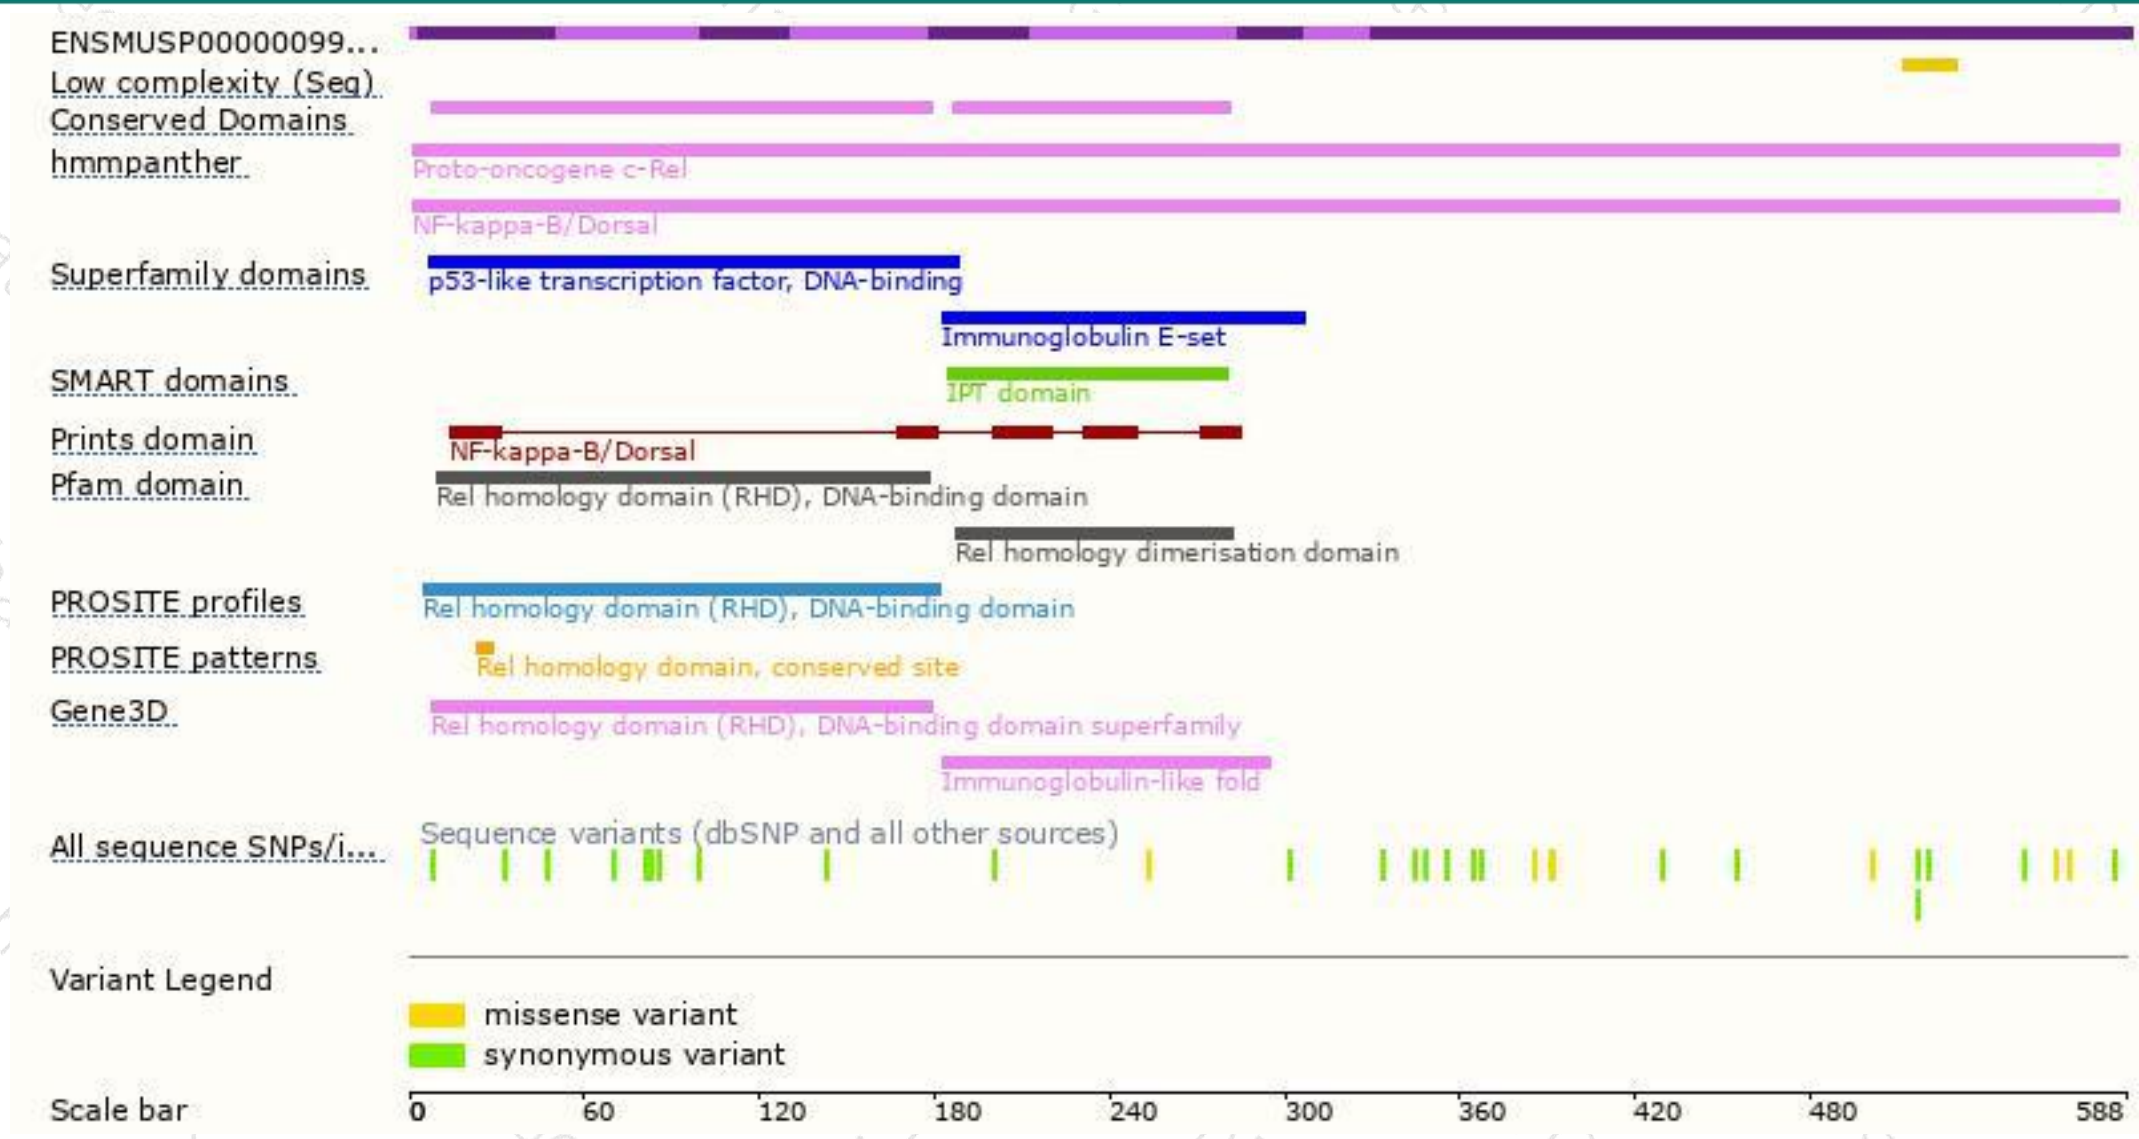 ENSMUSP00000099...
Low complexity (Seg)
Conserved Domains
hmmpanther
Proto-oncogene c-Rel
NF-kappa-B/Dorsal
Superfamily domains
p53-like transcription factor, DNA-binding
Immunoglobulin E-set
SMART domains
IPT domain
Prints domain
NF-kappa-B/Dorsal
Pfam domain
Rel homology domain (RHD), DNA-binding domain
Rel homology dimerisation domain
PROSITE profiles
Rel homology domain (RHD), DNA-binding domain
PROSITE patterns
Rel homology domain, conserved site
Gene3D
Rel homology domain (RHD), DNA-binding domain superfamily
Immunoglobulin-like fold
Sequence variants (dbSNP and all other sources)
All sequence SNPs/i...
Variant Legend
missense variant
synonymous variant
Scale bar 0 60 120 180 240 300 360 420 480 588